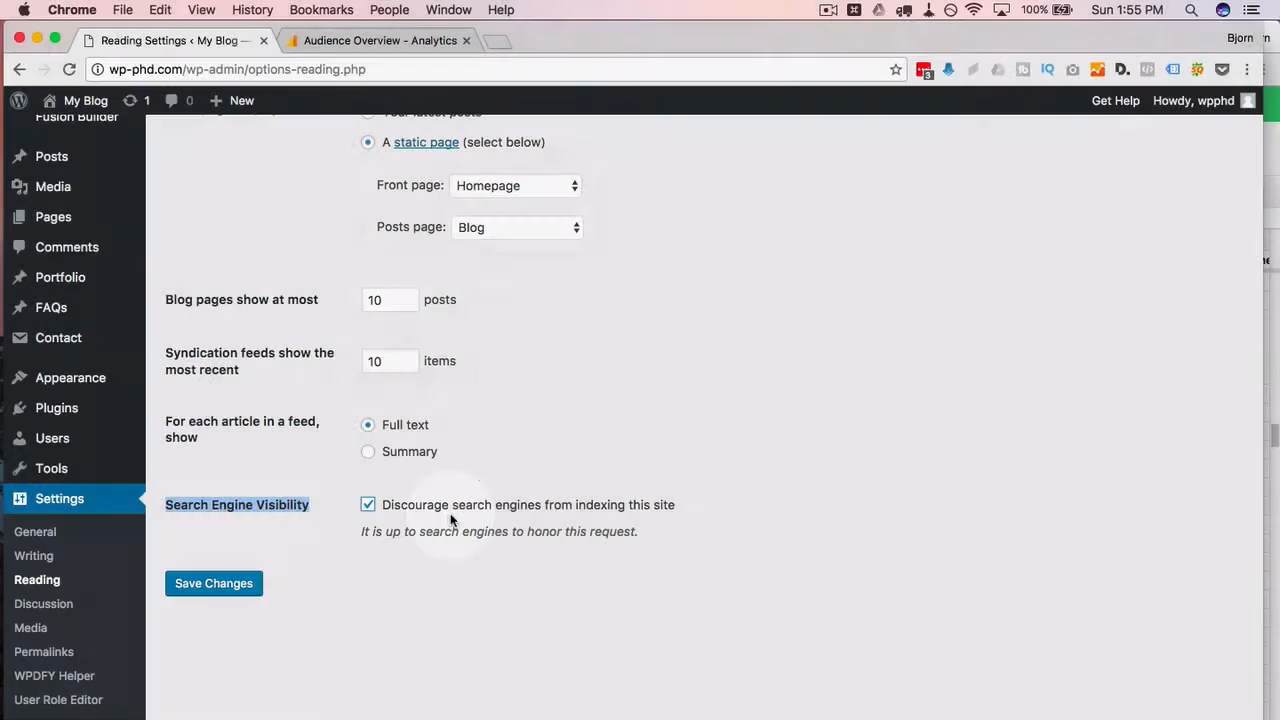 Chrome File Edit View History Bookmarks People Window Help 100% Sun 1:55 PM
Reading Settings ‹ My Blog — Audience Overview - Analytics Bjorn
wp-phd.com/wp-admin/options-reading.php 3
My Blog 1 0 New Get Help Howdy, wpphd
Fusion Builder
Posts
Media
Pages
Comments
Portfolio
FAQs
Contact
Appearance
Plugins
Users
Tools
Settings
General
Writing
Reading
Discussion
Media
Permalinks
WPDFY Helper
User Role Editor
Your latest posts
A static page (select below)
Front page: Homepage
Posts page: Blog
Blog pages show at most 10 posts
Syndication feeds show the
most recent
10 items
For each article in a feed,
show
Full text
Summary
Search Engine Visibility Discourage search engines from indexing this site
It is up to search engines to honor this request.
Save Changes